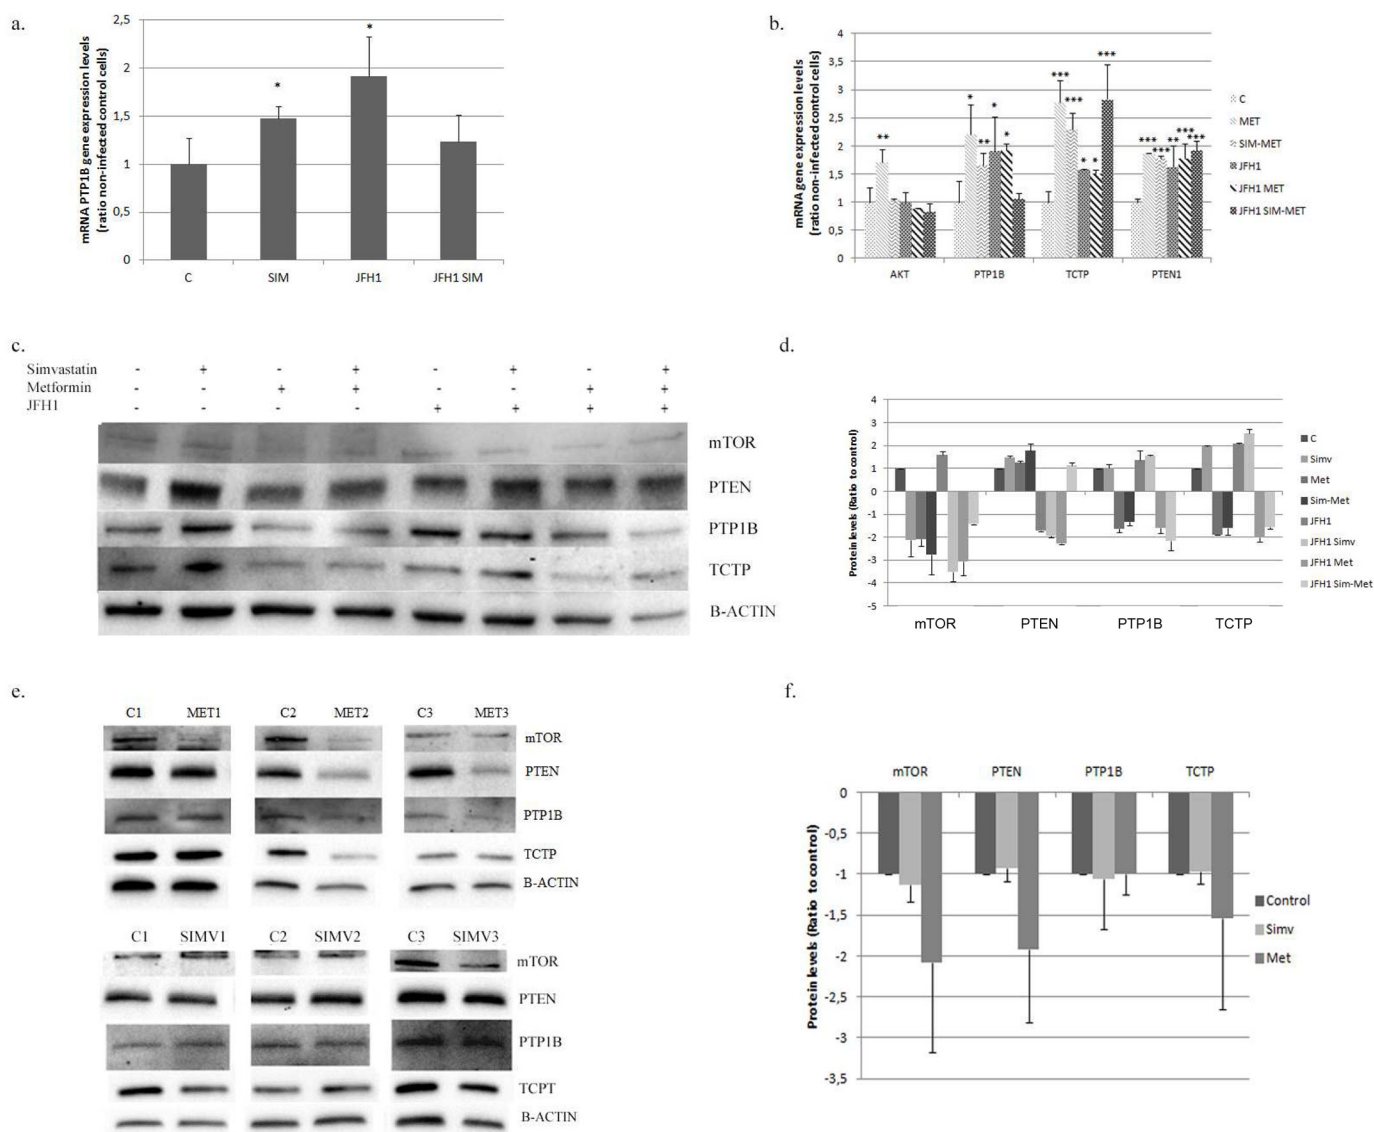 a.
mRNA PTP1B gene expression levels
(ratio non-infected control cells)
2,5
2
1,5
1
0,5
0
*
*
C SIM JFH1 JFH1 SIM
b.
mRNA gene expression levels
(ratio non-infected control cells)
4
3,5
3
2,5
2
1,5
1
0,5
0
**
*
**
*
*
***
***
*
*
***
***
***
**
***
***
AKT PTP1B TCTP PTEN1
C
MET
SIM-MET
JFH1
JFH1 MET
JFH1 SIM-MET
c.
Simvastatin - + - + - + - +
Metformin - - + + - - + +
JFH1 - - - - + + + +
mTOR
PTEN
PTP1B
TCTP
B-ACTIN
d.
Protein levels (Ratio to control)
4
3
2
1
0
-1
-2
-3
-4
-5
mTOR PTEN PTP1B TCTP
C
Simv
Met
Sim-Met
JFH1
JFH1 Simv
JFH1 Met
JFH1 Sim-Met
e.
C1 MET1 C2 MET2 C3 MET3
mTOR
PTEN
PTP1B
TCTP
B-ACTIN
C1 SIMV1 C2 SIMV2 C3 SIMV3
mTOR
PTEN
PTP1B
TCPT
B-ACTIN
f.
mTOR PTEN PTP1B TCTP
Protein levels (Ratio to control)
0
-0,5
-1
-1,5
-2
-2,5
-3
-3,5
Control
Simv
Met